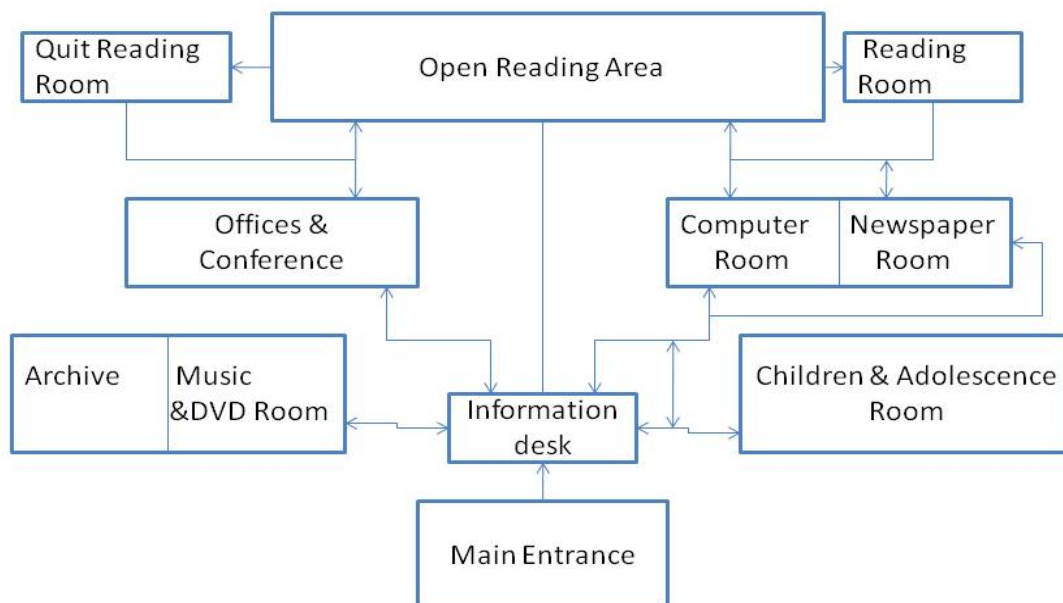 Quit Reading
Room
Open Reading Area
Reading
Room
Offices &
Conference
Computer
Room
Newspaper
Room
Archive
Music
&DVD Room
Information
desk
Children & Adolescence
Room
Main Entrance